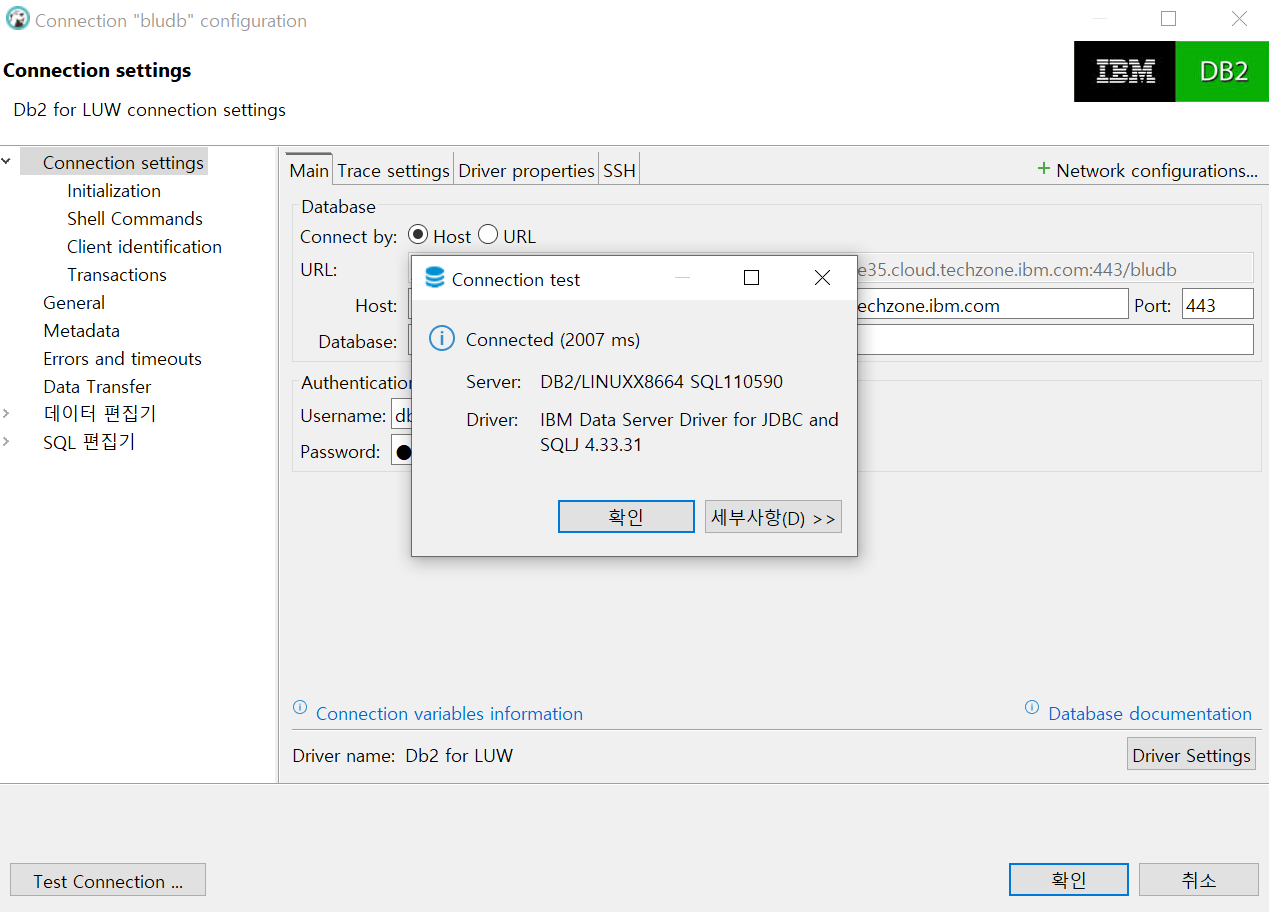 Connection "bludb" configuration
Connection settings
Db2 for LUW connection settings
IBM DB2
Connection settings
Initialization
Shell Commands
Client identification
Transactions
General
Metadata
Errors and timeouts
Data Transfer
데이터 편집기
SQL 편집기
Main Trace settings Driver properties SSH
+ Network configurations...
Database
Connect by: Host URL
URL: e35.cloud.techzone.ibm.com:443/bludb
Host: echzone.ibm.com Port: 443
Database:
Authentication
Username: db
Password:
Connection test
Connected (2007 ms)
Server: DB2/LINUXX8664 SQL110590
Driver: IBM Data Server Driver for JDBC and
SQLJ 4.33.31
확인 세부사항(D) >>
Connection variables information
Database documentation
Driver name: Db2 for LUW
Driver Settings
Test Connection ...
확인 취소